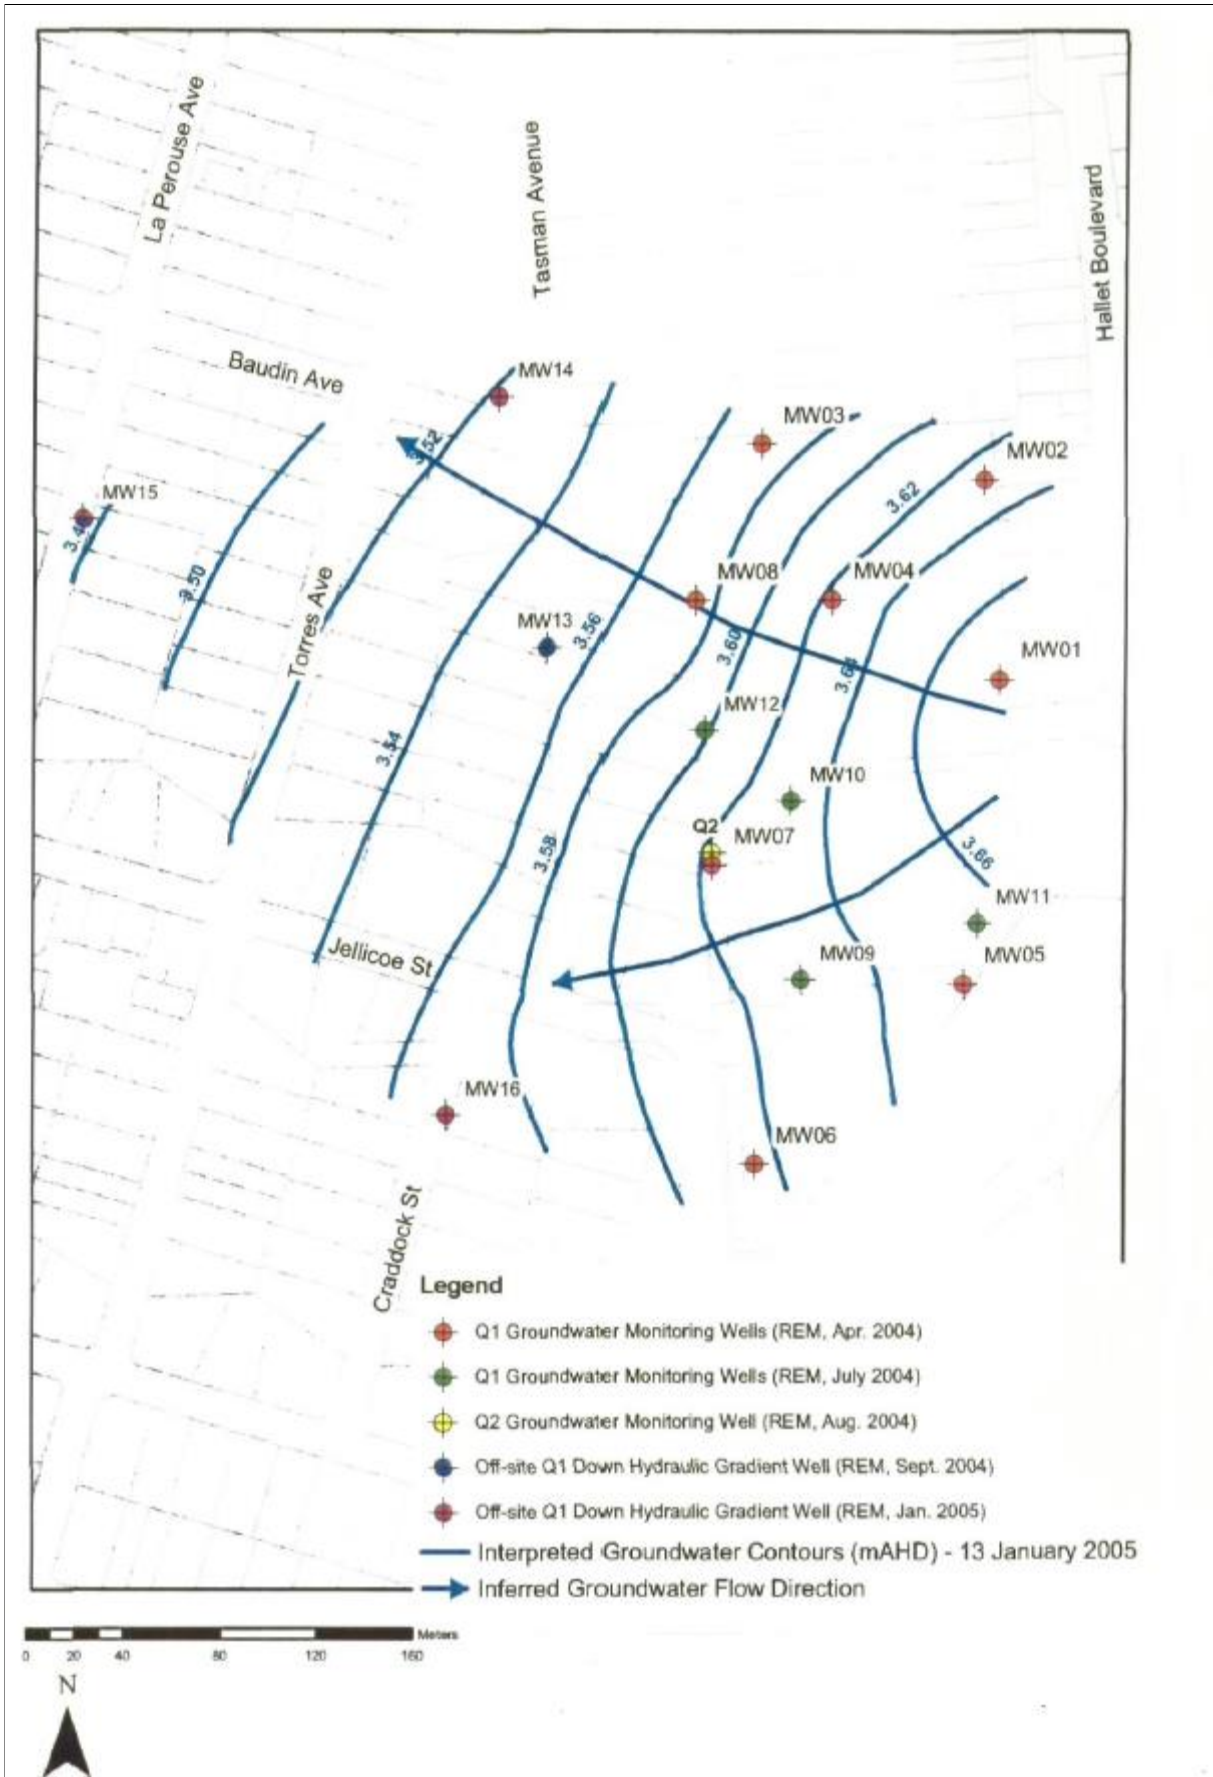 La Perouse Ave
Tasman Avenue
Hallet Boulevard
Baudin Ave
MW14
MW03
MW02
3.52
3.62
MW15
3.50
MW08
MW04
Torres Ave
MW13
3.56
3.60
MW01
3.64
MW12
3.54
MW10
Q2
MW07
3.58
3.66
MW11
Jellicoe St
MW09
MW05
MW16
MW06
Craddock St
Legend
Q1 Groundwater Monitoring Wells (REM, Apr. 2004)
Q1 Groundwater Monitoring Wells (REM, July 2004)
Q2 Groundwater Monitoring Well (REM, Aug. 2004)
Off-site Q1 Down Hydraulic Gradient Well (REM, Sept. 2004)
Off-site Q1 Down Hydraulic Gradient Well (REM, Jan. 2005)
Interpreted Groundwater Contours (mAHD) - 13 January 2005
Inferred Groundwater Flow Direction
Meters
0 20 40 80 120 160
N